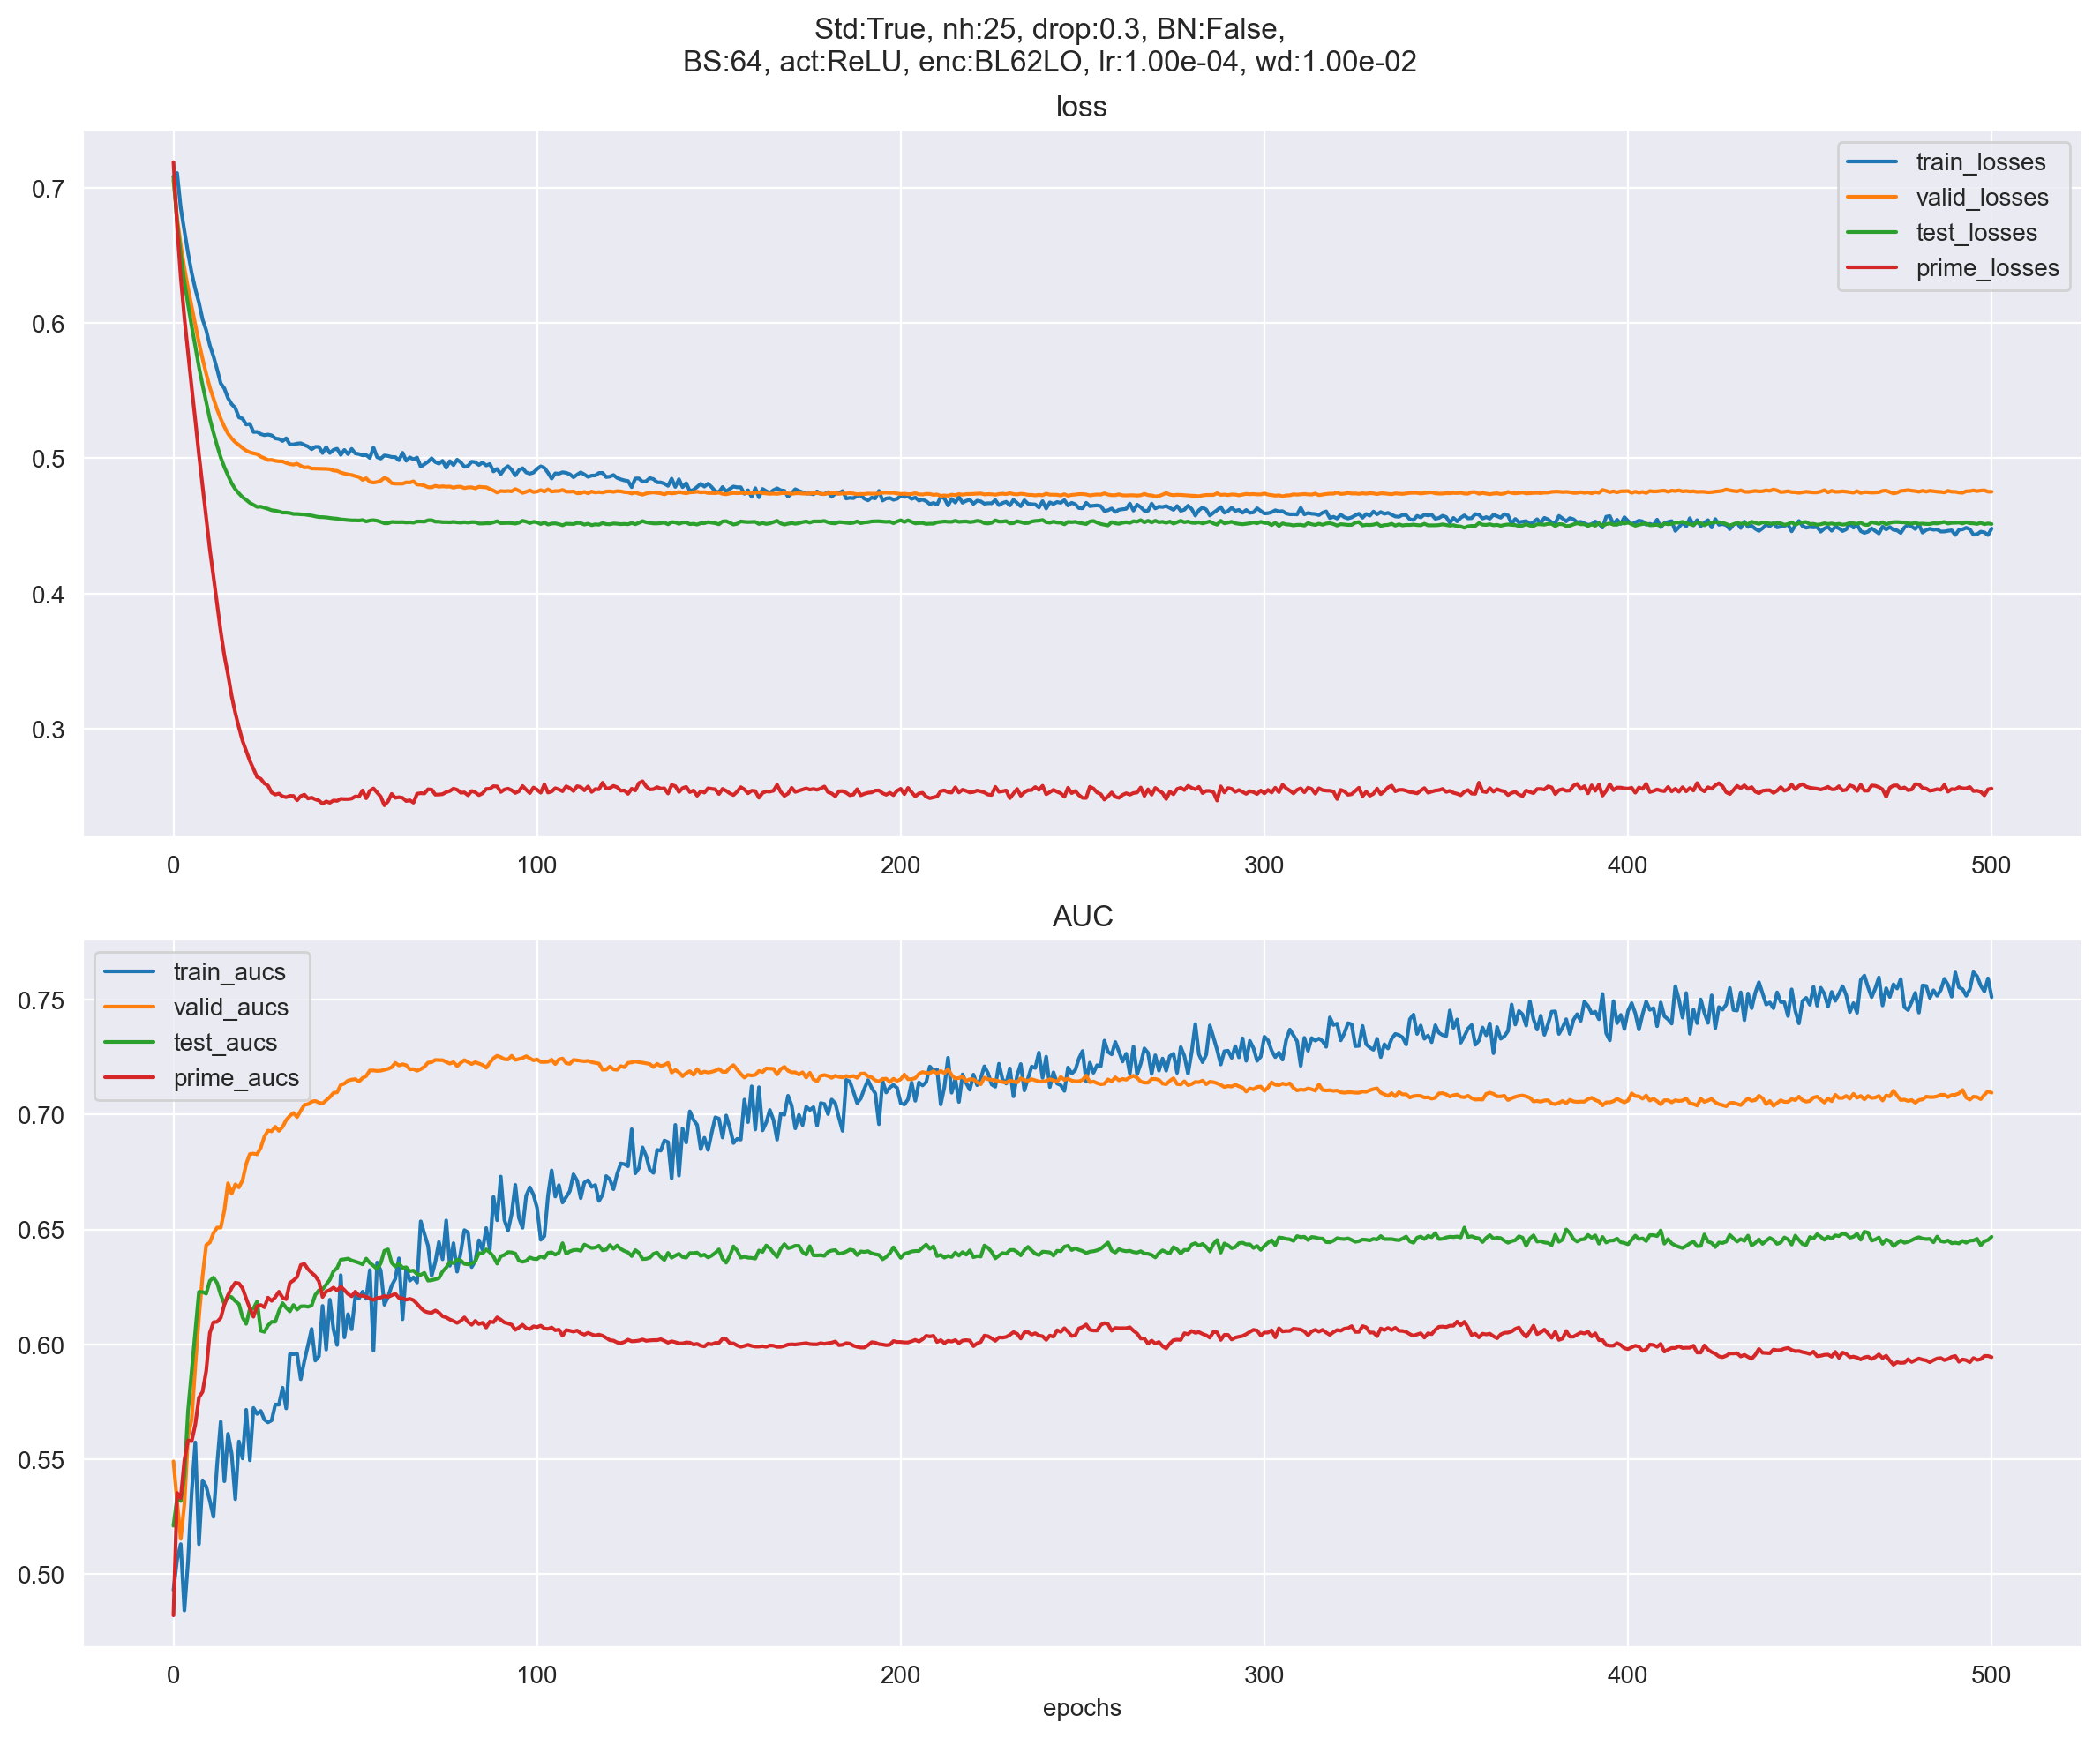 Std:True, nh:25, drop:0.3, BN:False,
BS:64, act:ReLU, enc:BL62LO, lr:1.00e-04, wd:1.00e-02
loss
train_losses
valid_losses
test_losses
prime_losses
0.7
0.6
0.5
0.4
0.3
0 100 200 300 400 500
AUC
train_aucs
valid_aucs
test_aucs
prime_aucs
0.75
0.70
0.65
0.60
0.55
0.50
0 100 200 300 400 500
epochs